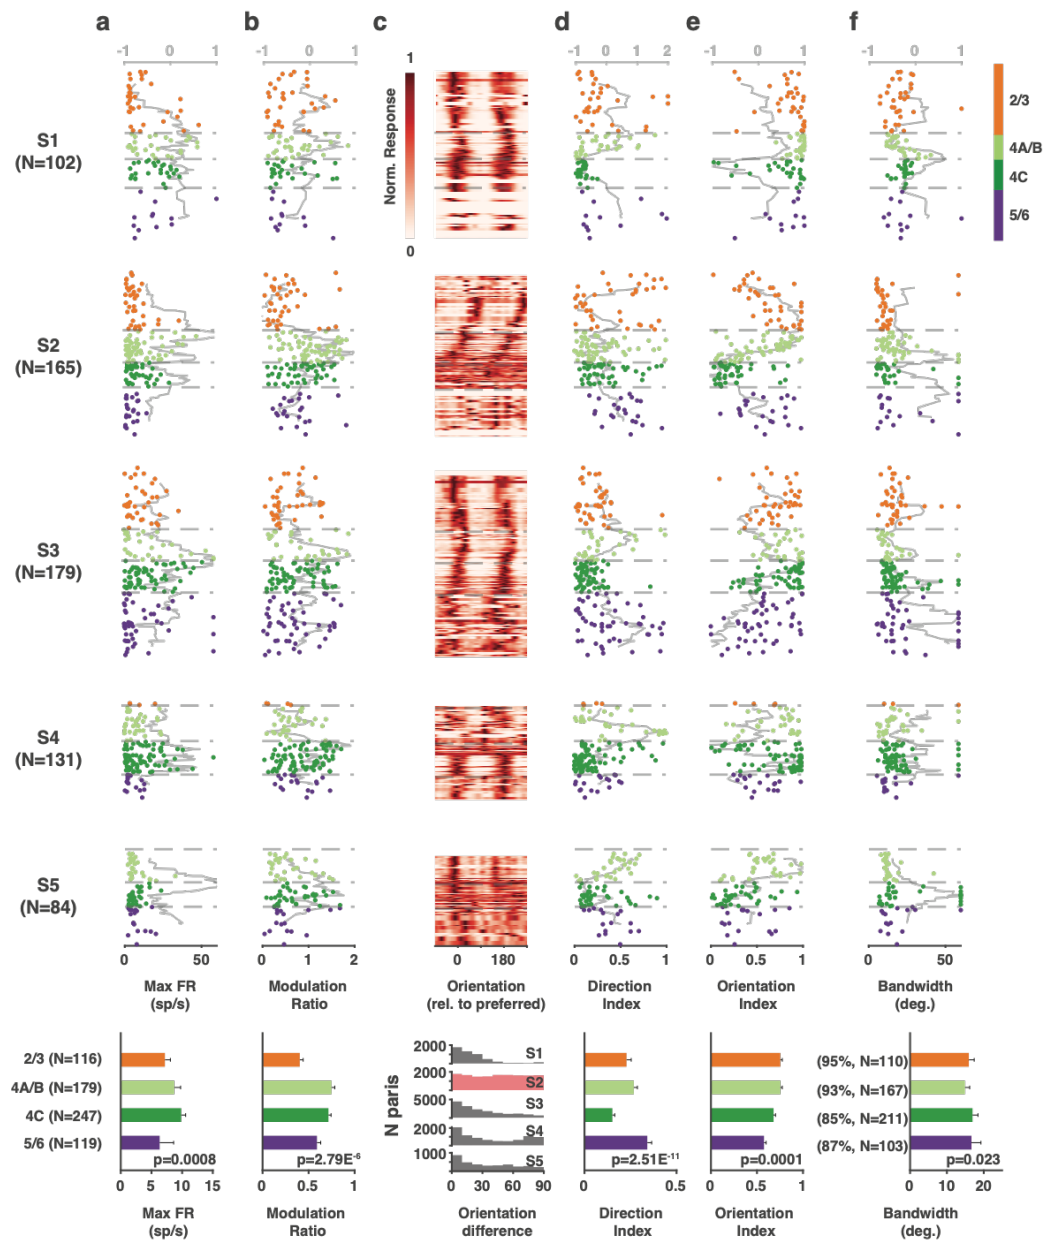 a b c d e f
-1 0 1 -1 0 1 -1 0 1 2 -1 0 1 -1 0 1
1
Norm. Response
0
2/3
4A/B
4C
5/6
S1
(N=102)
S2
(N=165)
S3
(N=179)
S4
(N=131)
S5
(N=84)
0 50 0 1 2 0 180 0 0.5 1 0 0.5 1 0 60
Max FR Modulation Orientation Direction Orientation Bandwidth
(sp/s) Ratio (rel. to preferred) Index Index (deg.)
2/3 (N=116)
4A/B (N=179)
4C (N=247)
5/6 (N=119)
p=0.0008
0 5 10 15
Max FR
(sp/s)
p=2.79E-6
0 0.5 1
Modulation
Ratio
N paris
2000 S1
2000 S2
5000 S3
2000 S4
1000 S5
0 30 60 90
Orientation
difference
p=2.51E-11
0 0.5
Direction
Index
p=0.0001
0 0.5 1
Orientation
Index
(95%, N=110)
(93%, N=167)
(85%, N=211)
(87%, N=103)
p=0.023
0 10 20
Bandwidth
(deg.)